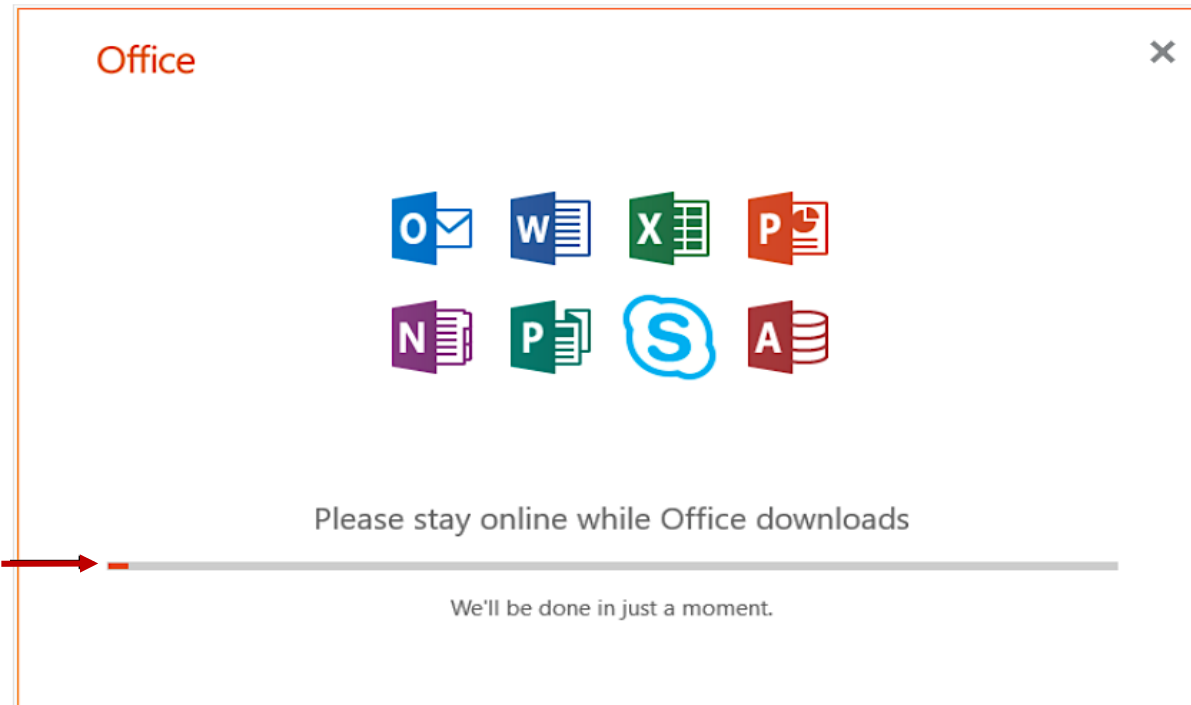 Office
O W X P
N P S A
Please stay online while Office downloads
We'll be done in just a moment.